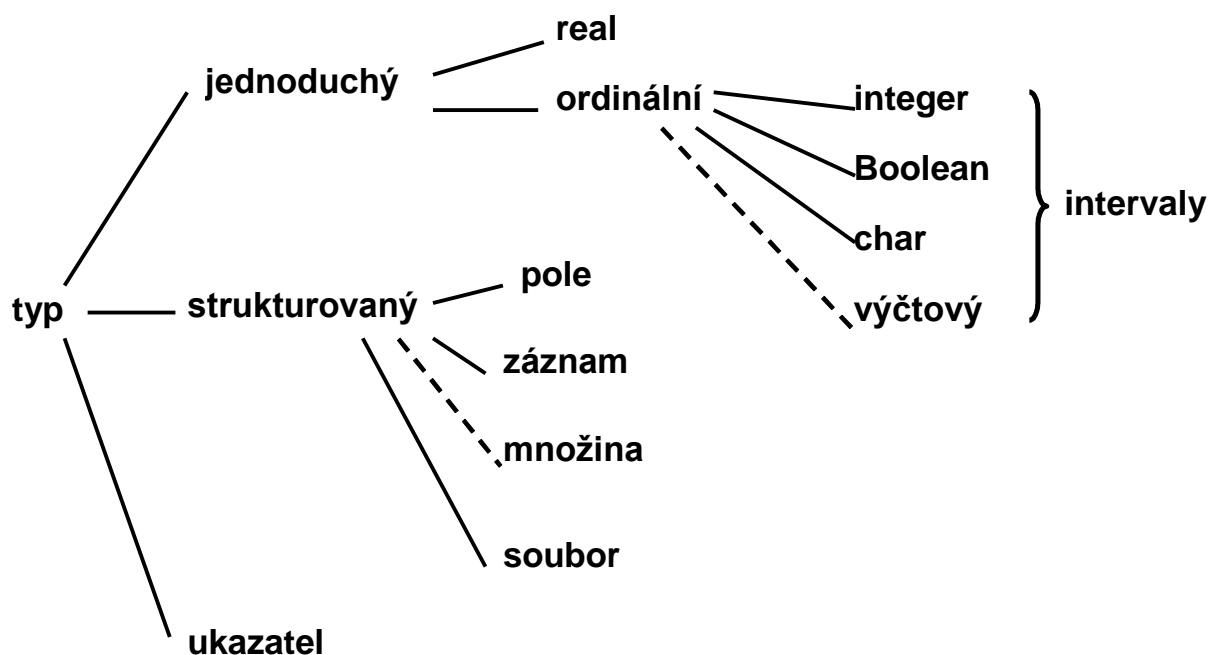 real
jednoduchý
ordinální
integer
Boolean
intervaly
char
pole
typ
strukturovaný
výčtový
záznam
množina
soubor
ukazatel